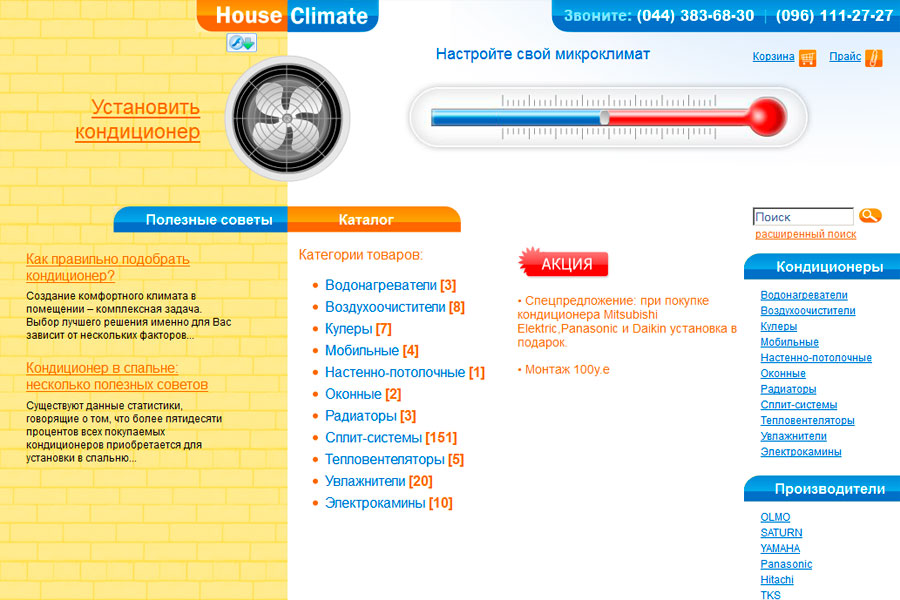 House Climate
Звоните: (044) 383-68-30 | (096) 111-27-27
Настройте свой микроклимат
Корзина
Прайс
Установить
кондиционер
Полезные советы
Каталог
Поиск
расширенный поиск
Как правильно подобрать
кондиционер?
Создание комфортного климата в
помещении – комплексная задача.
Выбор лучшего решения именно для Вас
зависит от нескольких факторов...
Кондиционер в спальне:
несколько полезных советов
Существуют данные статистики,
говорящие о том, что более пятидесяти
процентов всех покупаемых
кондиционеров приобретается для
установки в спальню...
Категории товаров:
• Водонагреватели [3]
• Воздухоочистители [8]
• Кулеры [7]
• Мобильные [4]
• Настенно-потолочные [1]
• Оконные [2]
• Радиаторы [3]
• Сплит-системы [151]
• Тепловентеляторы [5]
• Увлажнители [20]
• Электрокамины [10]
АКЦИЯ
• Спецпредложение: при покупке
кондиционера Mitsubishi
Elektric,Panasonic и Daikin установка в
подарок.
• Монтаж 100у.е
Кондиционеры
Водонагреватели
Воздухоочистители
Кулеры
Мобильные
Настенно-потолочные
Оконные
Радиаторы
Сплит-системы
Тепловентеляторы
Увлажнители
Электрокамины
Производители
OLMO
SATURN
YAMAHA
Panasonic
Hitachi
TKS